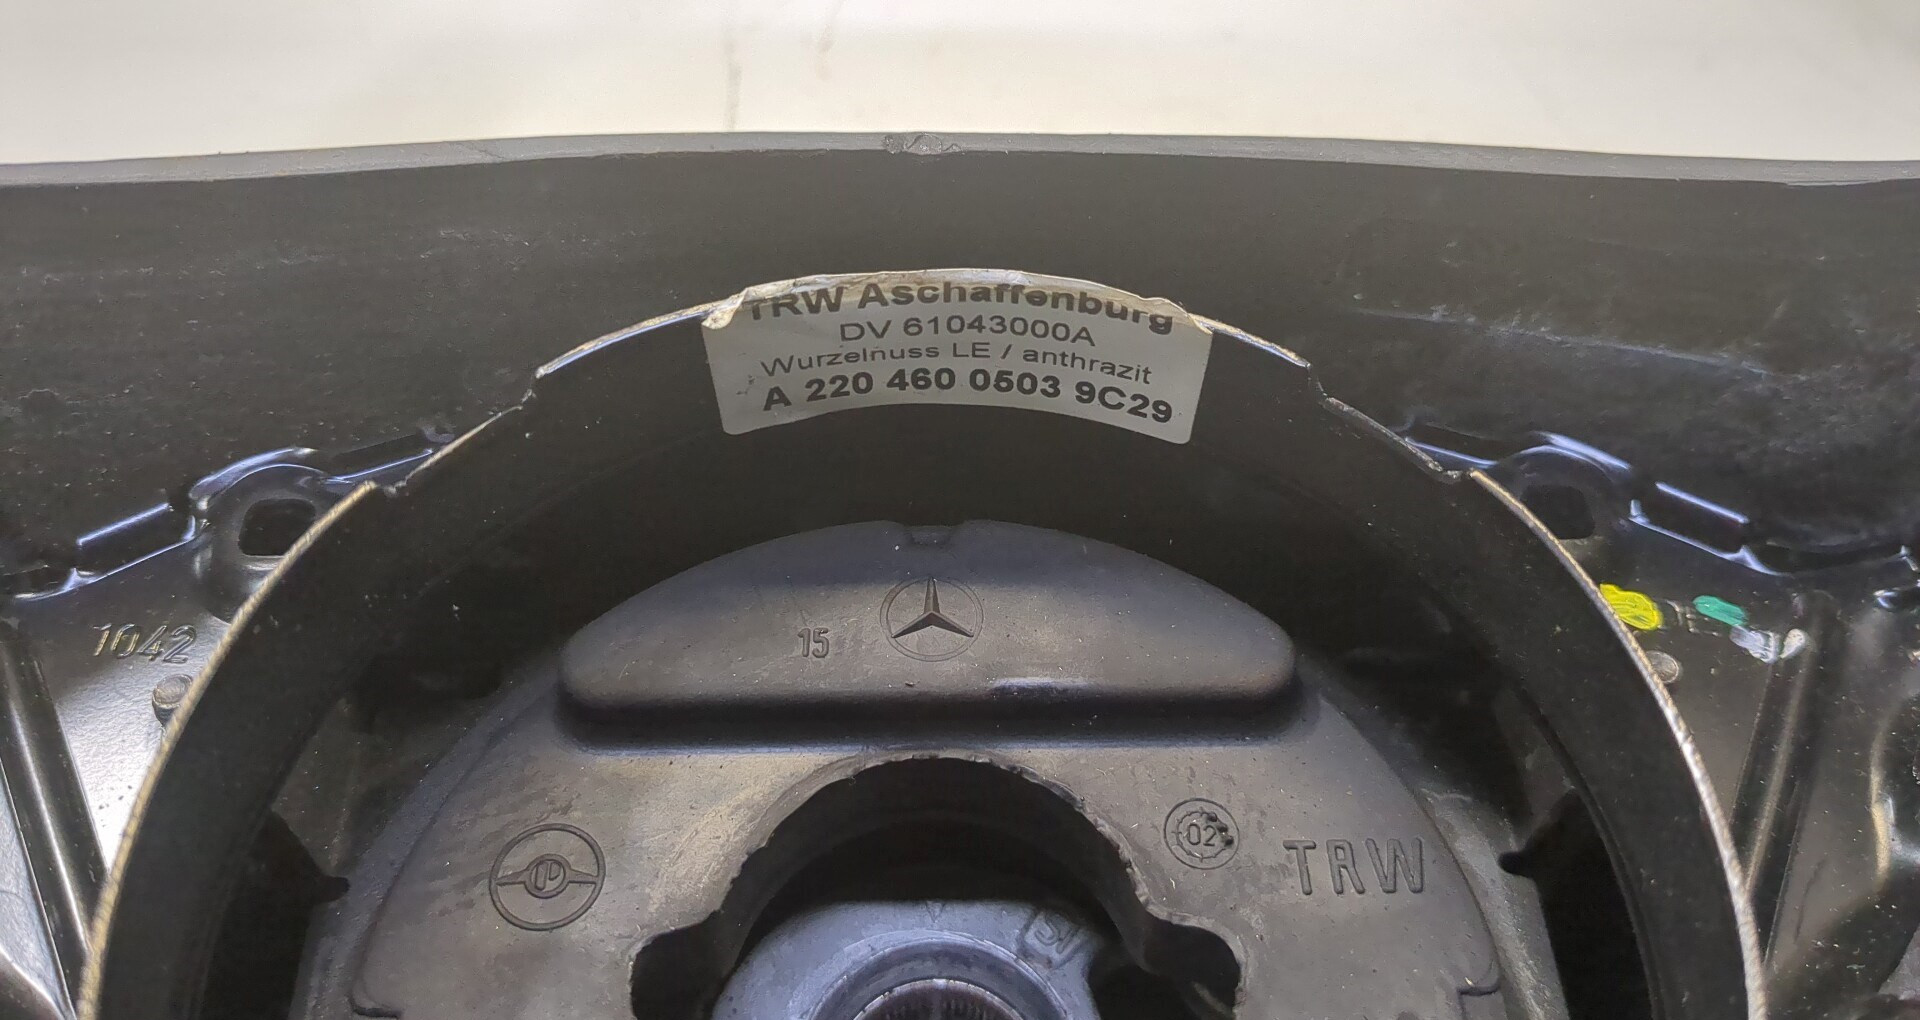 TRW Aschaffenburg
DV 61043000A
Wurzelnuss LE / anthrazit
A 220 460 0503 9C29
1042
15
02
TRW